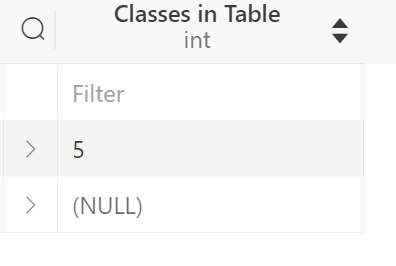 Classes in Table
int
Filter
5
(NULL)